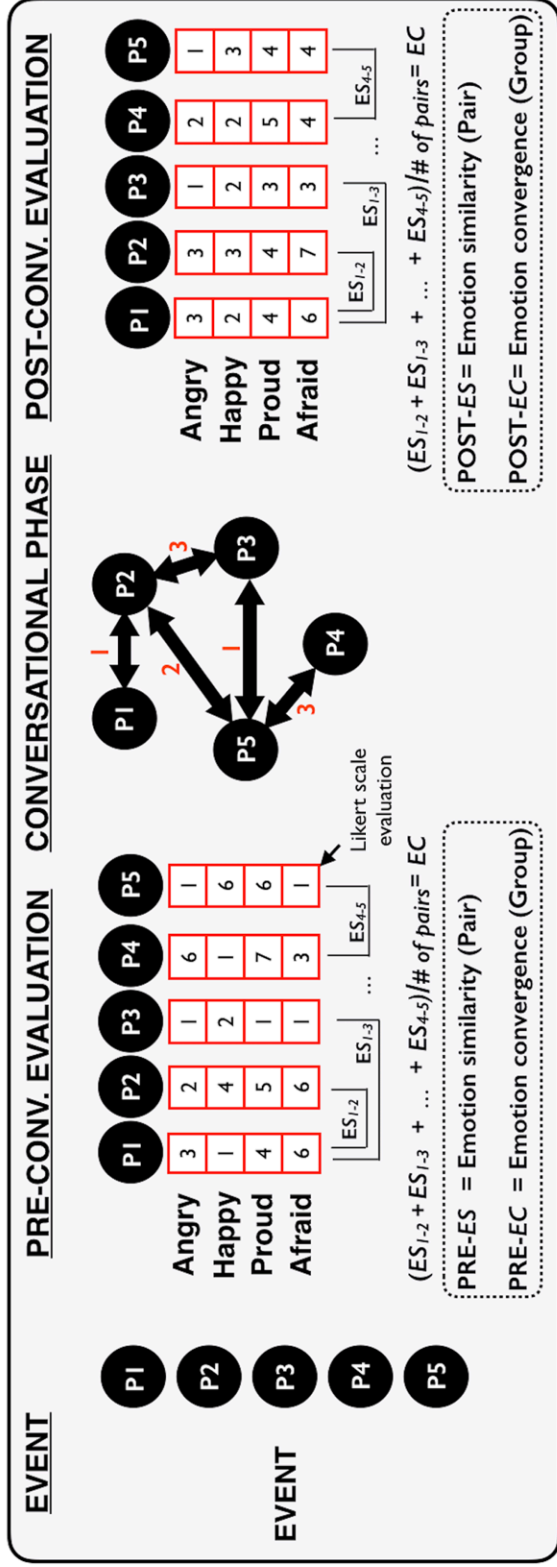 EVENT
PRE-CONV. EVALUATION
CONVERSATIONAL PHASE
POST-CONV. EVALUATION
EVENT
P1
P2
P3
P4
P5
P1 P2 P3 P4 P5
Angry 3 2 1 6 1
Happy 1 4 2 1 6
Proud 4 5 1 7 6
Afraid 6 6 1 3 1
ES1-2
ES1-3
...
ES4-5
Likert scale
evaluation
(ES1-2 + ES1-3 + ... + ES4-5)/# of pairs= EC
PRE-ES = Emotion similarity (Pair)
PRE-EC = Emotion convergence (Group)
P1
1
P2
3
P3
2
1
P5
3
P4
P1 P2 P3 P4 P5
Angry 3 3 1 2 1
Happy 2 3 2 2 3
Proud 4 4 3 5 4
Afraid 6 7 3 4 4
ES1-2
ES1-3
...
ES4-5
(ES1-2 + ES1-3 + ... + ES4-5)/# of pairs= EC
POST-ES= Emotion similarity (Pair)
POST-EC= Emotion convergence (Group)